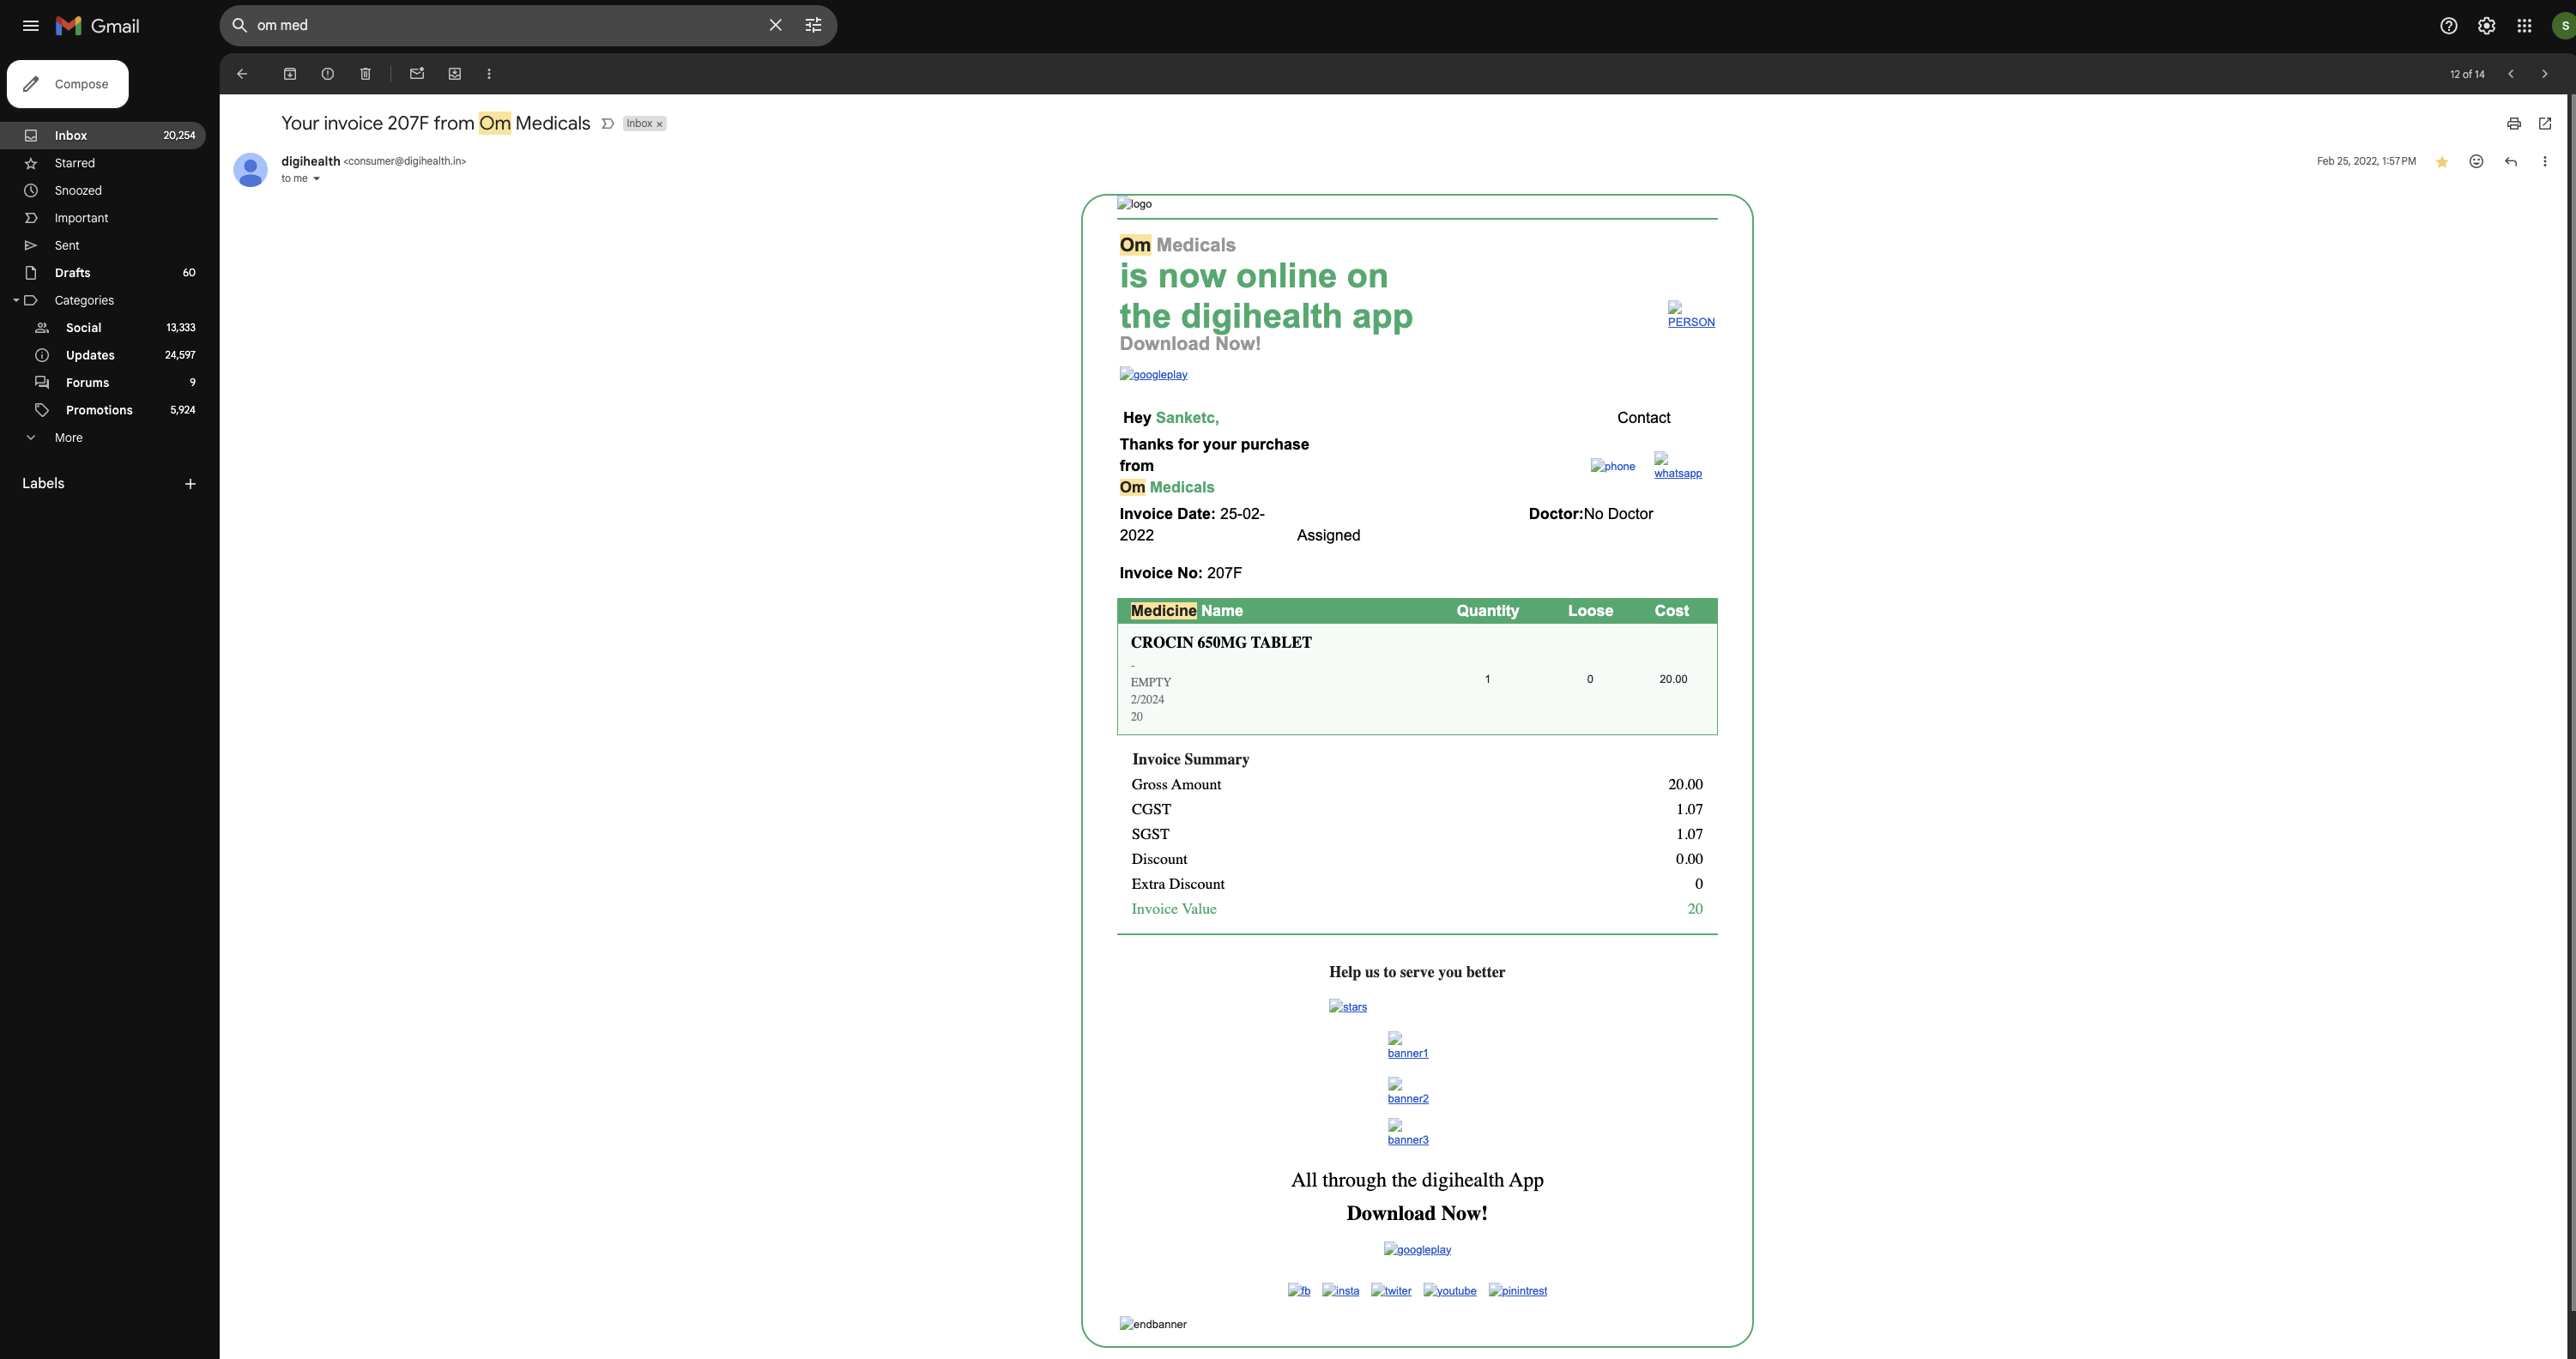 Gmail
om med
Compose
12 of 14
Inbox 20,254
Starred
Snoozed
Important
Sent
Drafts 60
Categories
Social 13,333
Updates 24,597
Forums 9
Promotions 5,924
More
Labels
S
Your invoice 207F from Om Medicals Inbox x
digihealth <consumer@digihealth.in>
to me
Feb 25, 2022, 1:57 PM
logo
Om Medicals
is now online on
the digihealth app
Download Now!
PERSON
googleplay
Hey Sanketc,
Contact
Thanks for your purchase
from
Om Medicals
phone whatsapp
Invoice Date: 25-02-
2022
Doctor:No Doctor
Assigned
Invoice No: 207F
Medicine Name Quantity Loose Cost
CROCIN 650MG TABLET
-
EMPTY
2/2024
20
1 0 20.00
Invoice Summary
Gross Amount 20.00
CGST 1.07
SGST 1.07
Discount 0.00
Extra Discount 0
Invoice Value 20
Help us to serve you better
stars
banner1
banner2
banner3
All through the digihealth App
Download Now!
googleplay
fb insta twiter youtube pinintrest
endbanner